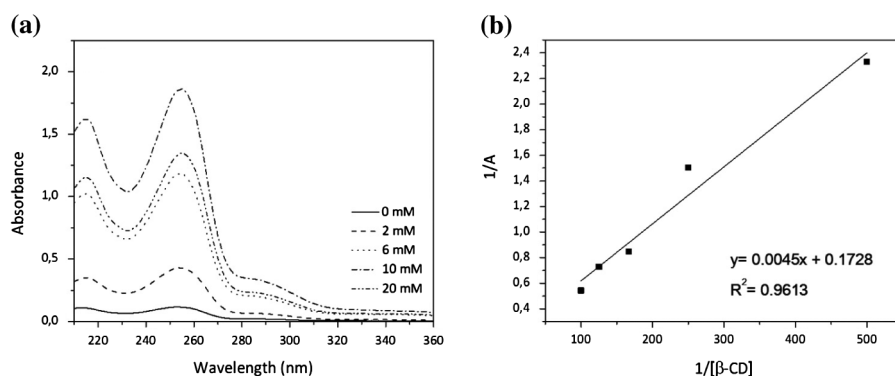 (a)
2,0
1,5
1,0
0,5
0,0
Absorbance
220 240 260 280 300 320 340 360
Wavelength (nm)
0 mM
2 mM
6 mM
10 mM
20 mM
(b)
2,4
2,2
2,0
1,8
1,6
1,4
1,2
1,0
0,8
0,6
0,4
1/A
100 200 300 400 500
1/[β-CD]
y= 0.0045x + 0.1728
R²= 0.9613